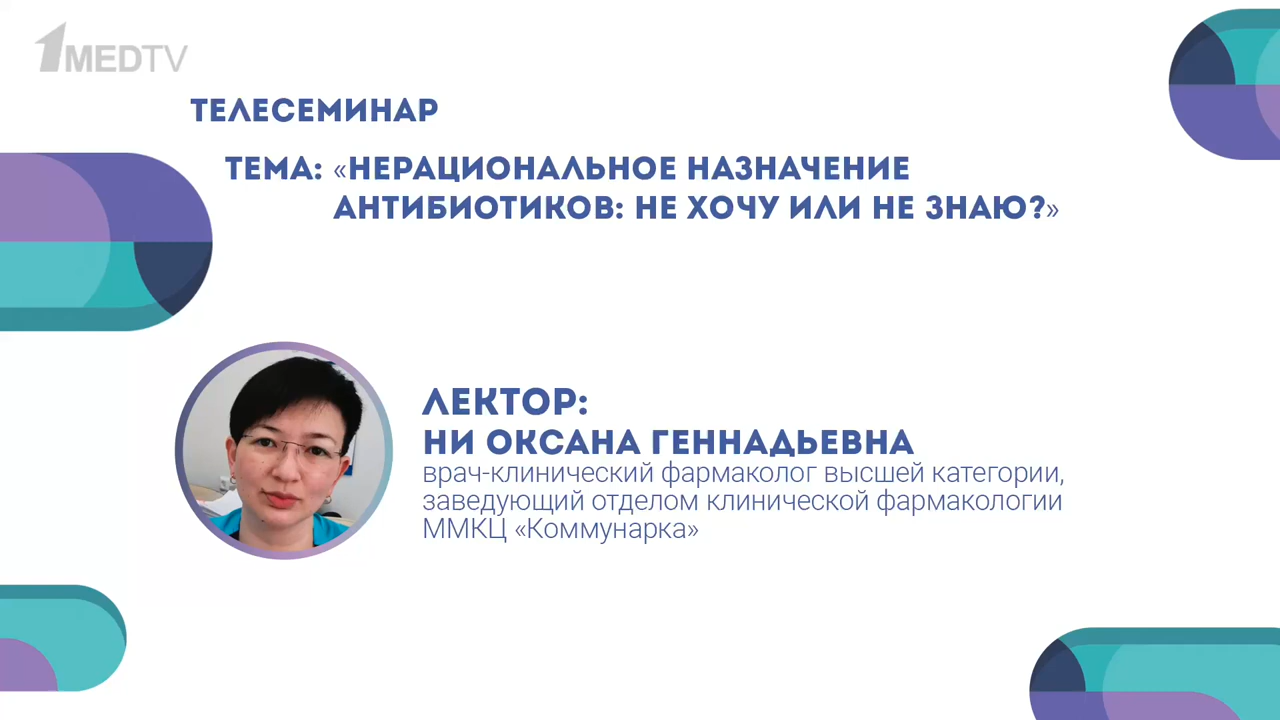 1MEDTV
ТЕЛЕСЕМИНАР
ТЕМА: «НЕРАЦИОНАЛЬНОЕ НАЗНАЧЕНИЕ
АНТИБИОТИКОВ: НЕ ХОЧУ ИЛИ НЕ ЗНАЮ?»
ЛЕКТОР:
НИ ОКСАНА ГЕННАДЬЕВНА
врач-клинический фармаколог высшей категории,
заведующий отделом клинической фармакологии
ММКЦ «Коммунарка»